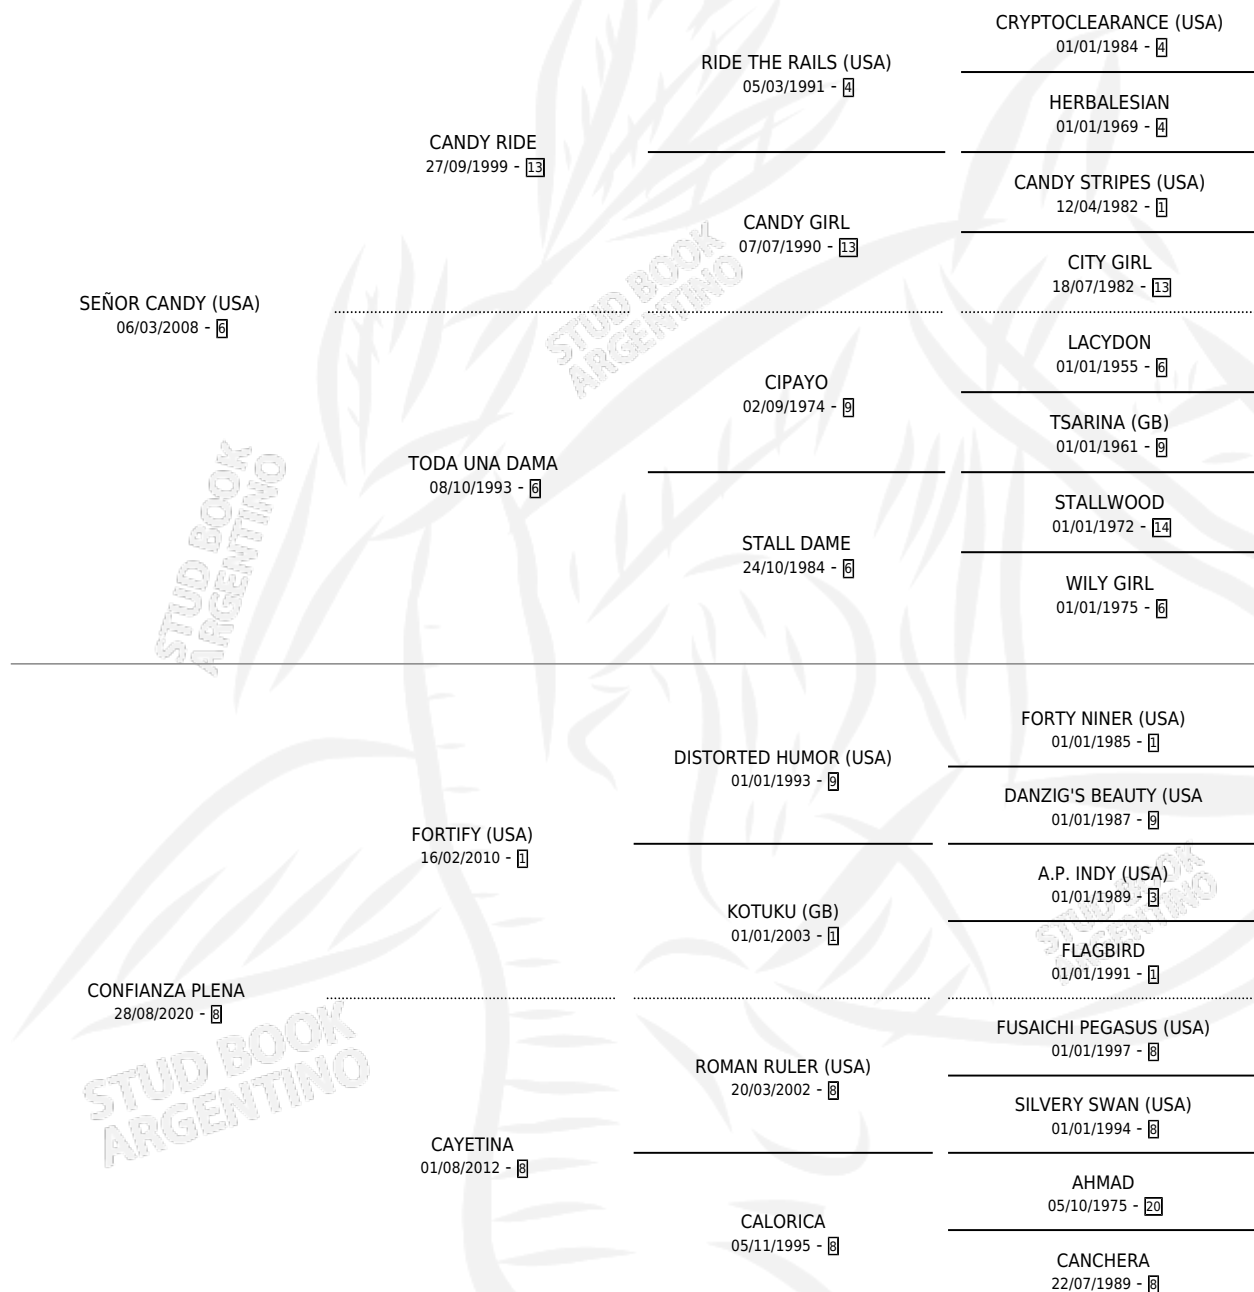 CRYPTOCLEARANCE (USA)
01/01/1984 - 4
RIDE THE RAILS (USA)
05/03/1991 - 4
HERBALESIAN
01/01/1969 - 4
CANDY RIDE
27/09/1999 - 13
CANDY STRIPES (USA)
12/04/1982 - 1
CANDY GIRL
07/07/1990 - 13
CITY GIRL
18/07/1982 - 13
SEÑOR CANDY (USA)
06/03/2008 - 6
LACYDON
01/01/1955 - 6
CIPAYO
02/09/1974 - 9
TSARINA (GB)
01/01/1961 - 9
TODA UNA DAMA
08/10/1993 - 6
STALLWOOD
01/01/1972 - 14
STALL DAME
24/10/1984 - 6
WILY GIRL
01/01/1975 - 6
FORTY NINER (USA)
01/01/1985 - 1
DISTORTED HUMOR (USA)
01/01/1993 - 9
DANZIG'S BEAUTY (USA
01/01/1987 - 9
FORTIFY (USA)
16/02/2010 - 1
A.P. INDY (USA)
01/01/1989 - 3
KOTUKU (GB)
01/01/2003 - 1
FLAGBIRD
01/01/1991 - 1
CONFIANZA PLENA
28/08/2020 - 8
FUSAICHI PEGASUS (USA)
01/01/1997 - 8
ROMAN RULER (USA)
20/03/2002 - 8
SILVERY SWAN (USA)
01/01/1994 - 8
CAYETINA
01/08/2012 - 8
AHMAD
05/10/1975 - 20
CALORICA
05/11/1995 - 8
CANCHERA
22/07/1989 - 8
STUD BOOK
ARGENTINO
STUD BOOK
ARGENTINO
STUD BOOK
ARGENTINO
STUD BOOK
ARGENTINO